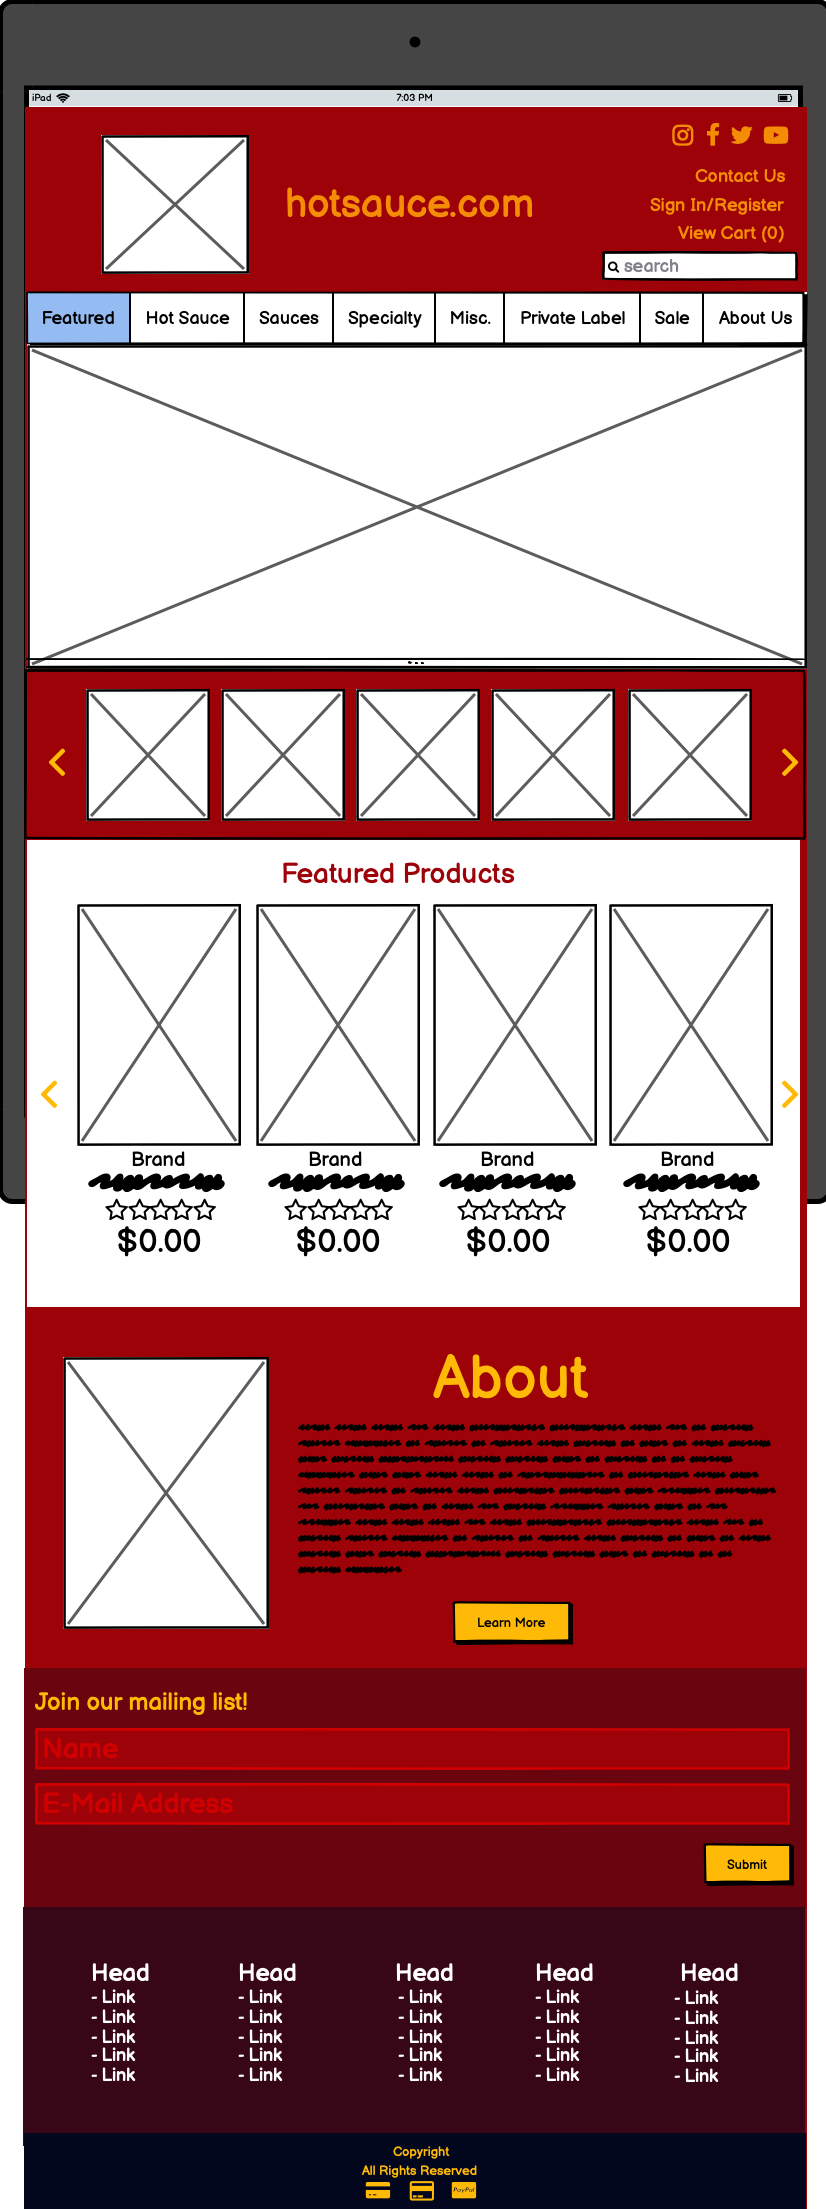 iPad 7:03 PM
hotsauce.com
Contact Us
Sign In/Register
View Cart (0)
search
Featured Hot Sauce Sauces Specialty Misc. Private Label Sale About Us
Featured Products
Brand Brand Brand Brand
$0.00 $0.00 $0.00 $0.00
About
Learn More
Join our mailing list!
Name
E-Mail Address
Submit
Head Head Head Head Head
- Link - Link - Link - Link - Link
- Link - Link - Link - Link - Link
- Link - Link - Link - Link - Link
- Link - Link - Link - Link - Link
- Link - Link - Link - Link - Link
Copyright
All Rights Reserved
PayPal